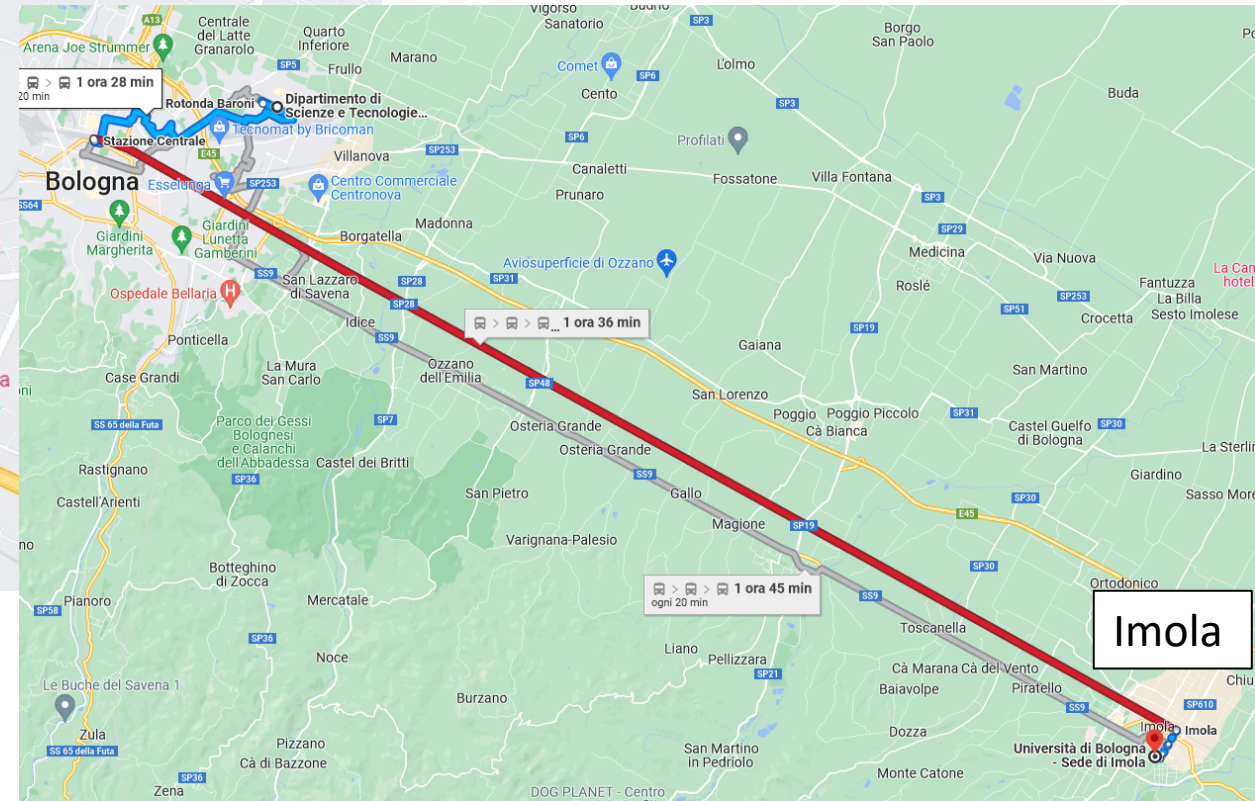 Vigorso
Budrio
Sanatorio
SP3
A13
Centrale
del Latte
Granarolo
Quarto
Inferiore
Borgo
San Paolo
Arena Joe Strummer
Marano
SP5
Frullo
Comet
SP6
L'olmo
1 ora 28 min
20 min
Cento
Rotonda Baroni
Dipartimento di
Scienze e Tecnologie...
SP3
Buda
Tecnomat by Bricoman
SP6
Stazione Centrale
Profilati
E45
Villanova
SP253
Canaletti
Bologna
Esselunga
SP253
Centro Commerciale
Centronova
Fossatone
Villa Fontana
Prunaro
SP3
SS64
Giardini
Margherita
Giardini
Lunetta
Gamberini
Madonna
Borgatella
SP29
Medicina
Via Nuova
Aviosuperficie di Ozzano
SS9
San Lazzaro
di Savena
SP28
SP31
Roslé
Fantuzza
Ospedale Bellaria
SP28
SP253
La Billa
SP51
Crocetta
Sesto Imolese
Idice
1 ora 36 min
SP19
Ponticella
SS9
Gaiana
La Mura
San Carlo
Ozzano
dell'Emilia
Case Grandi
SP48
San Martino
San Lorenzo
SS 65 della Futa
Parco dei Gessi
Bolognesi
e Calanchi
dell'Abbadessa
SP7
Osteria Grande
Poggio
Poggio Piccolo
SP31
Cà Bianca
Castel Guelfo
di Bologna
SP30
Osteria Grande
Rastignano
Castel dei Britti
SP36
SS9
Giardino
Castell'Arienti
San Pietro
Gallo
SP30
Magione
SP19
E45
Varignana-Palesio
Botteghino
di Zocca
SP30
Ortodonico
1 ora 45 min
ogni 20 min
SS9
SP58
Pianoro
Mercatale
Imola
Toscanella
SP36
Noce
Liano
Pellizzara
SP21
Cà Marana
Cà del Vento
Le Buche del Savena 1
Baiavolpe
Piratello
Burzano
SS9
SP610
Zula
Imola
Imola
Dozza
SS 65 della Futa
Pizzano
Cà di Bazzone
San Martino
in Pedriolo
Università di Bologna
- Sede di Imola
Monte Catone
SP36
Zena
DOG PLANET - Centro